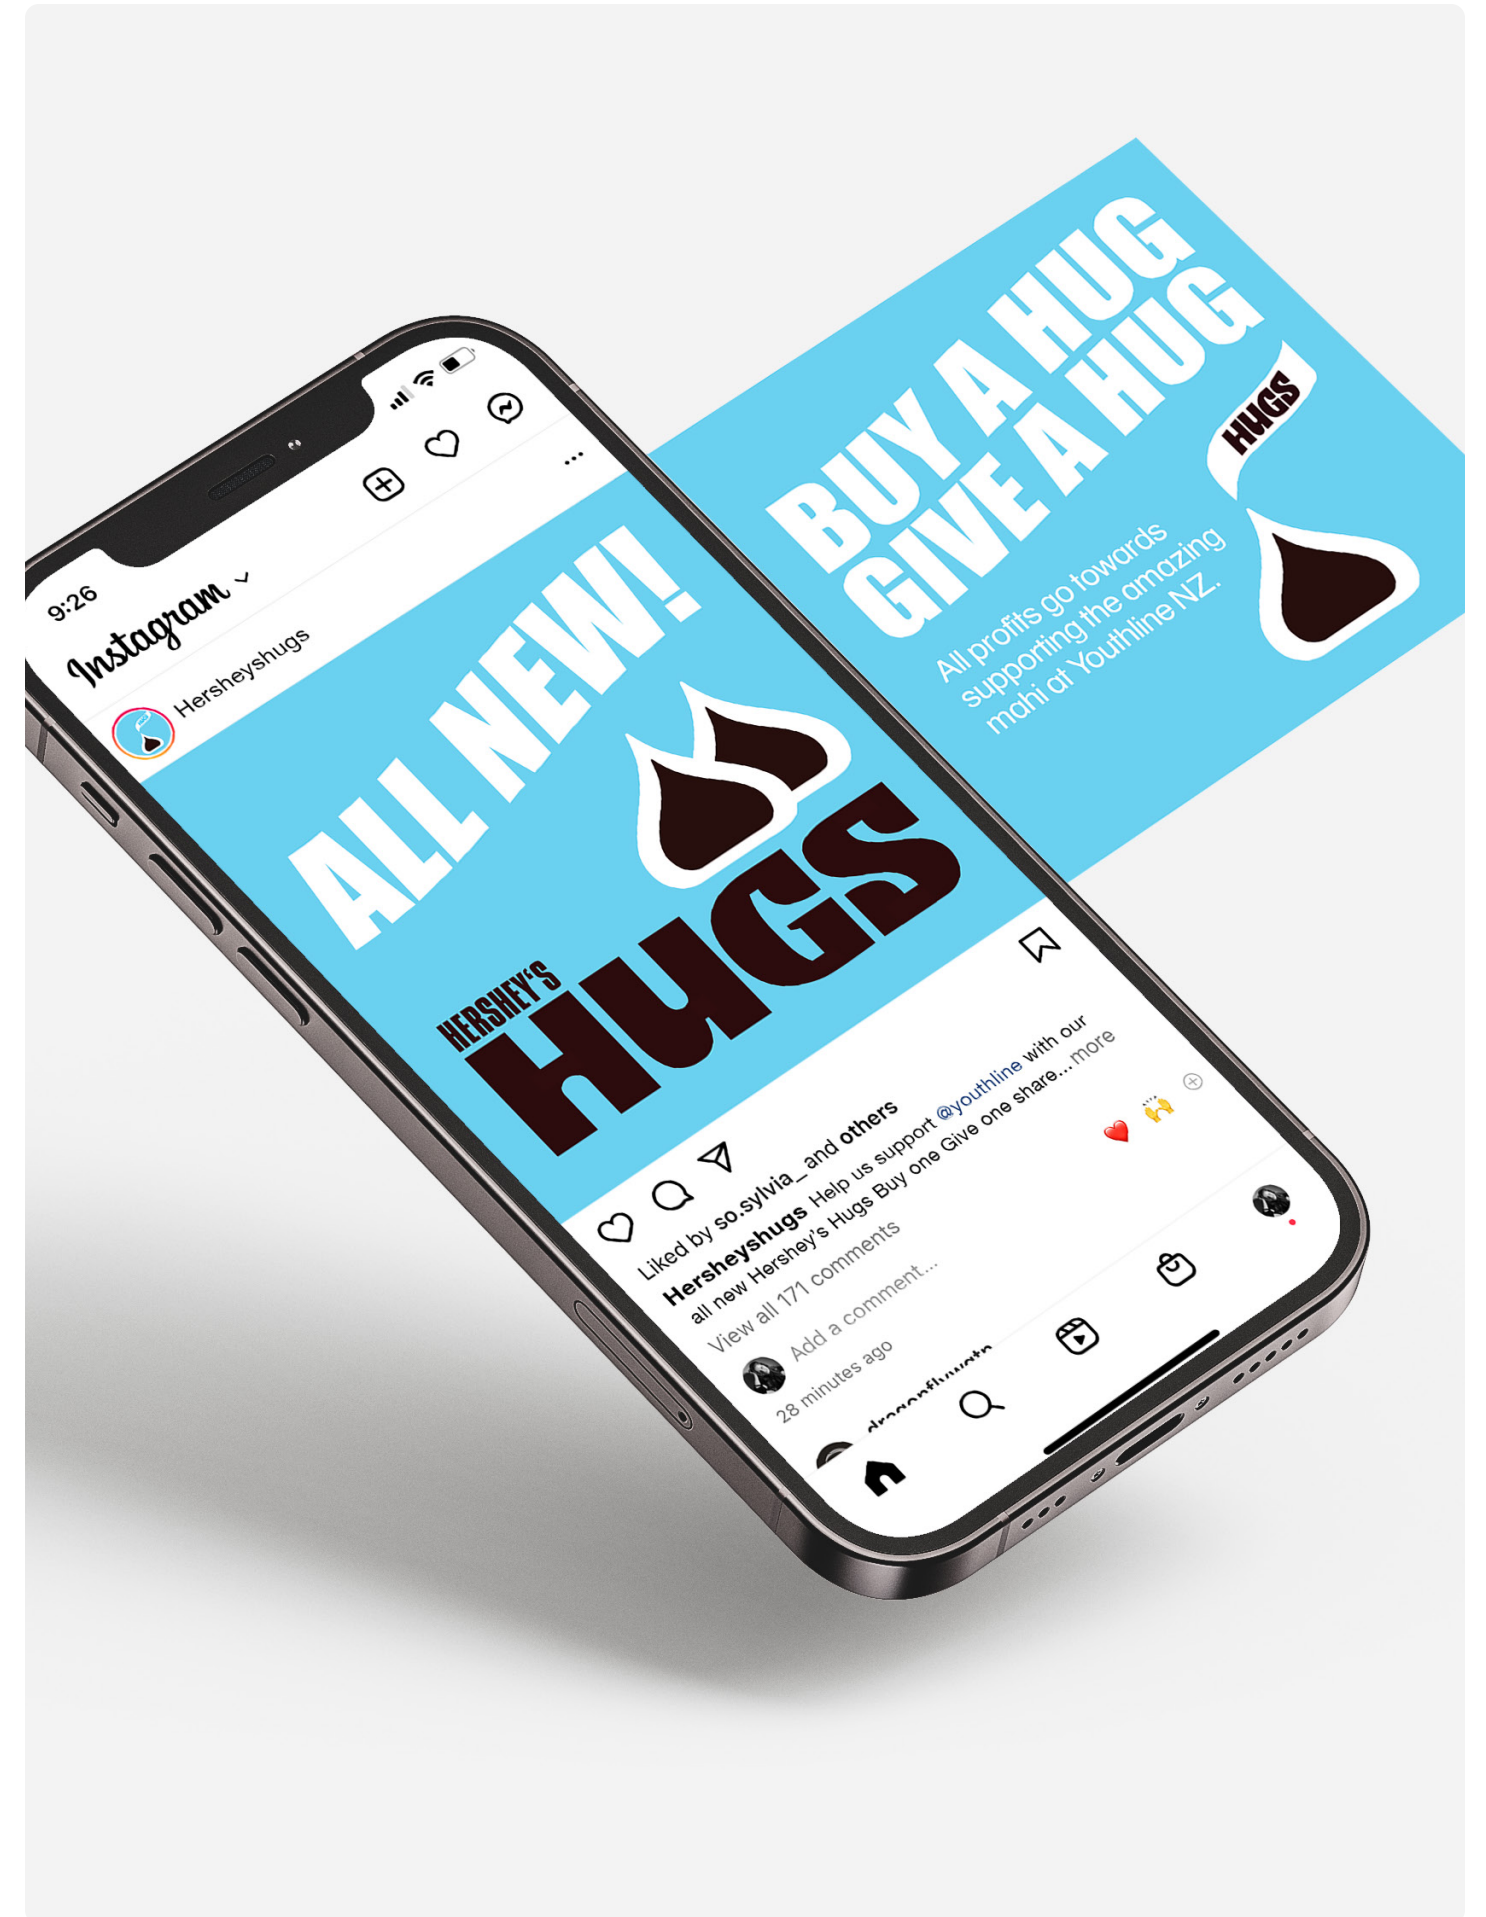 9:26
Instagram
Hersheyshugs
ALL NEW!
HERSHEY'S
HUGS
Liked by so.sylvia_ and others
Hersheyshugs Help us support @youthline with our
all new Hershey's Hugs Buy one Give one share... more
View all 171 comments
Add a comment...
28 minutes ago
BUY A HUG
GIVE A HUG
HUGS
All profits go towards
supporting the amazing
mahi at Youthline NZ.